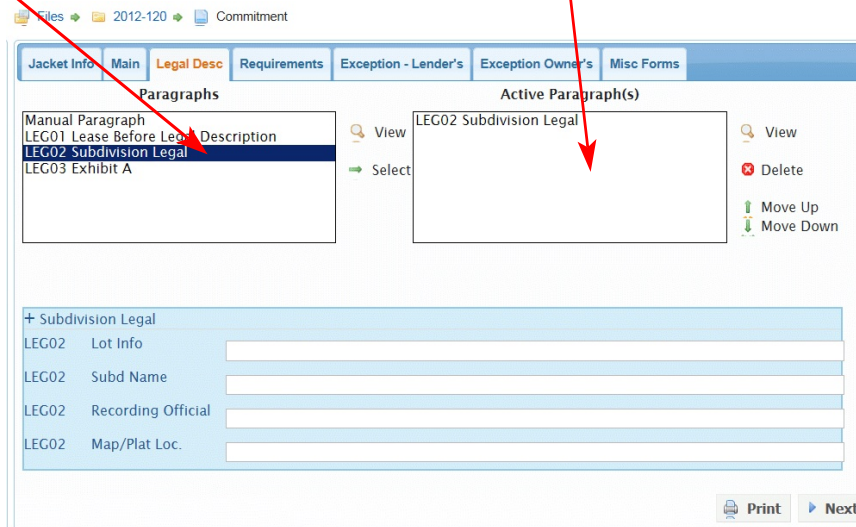 Files 2012-120 Commitment
Jacket Info Main Legal Desc Requirements Exception - Lender's Exception Owner's Misc Forms
Paragraphs Active Paragraph(s)
Manual Paragraph
LEG01 Lease Before Legal Description
LEG02 Subdivision Legal
LEG03 Exhibit A
View
Select
LEG02 Subdivision Legal
View
Delete
Move Up
Move Down
+ Subdivision Legal
LEG02 Lot Info
LEG02 Subd Name
LEG02 Recording Official
LEG02 Map/Plat Loc.
Print Next